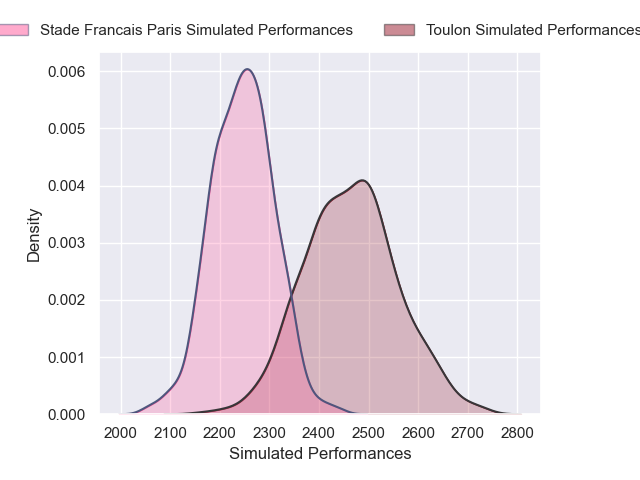 Stade Francais Paris Simulated Performances Toulon Simulated Performances
0.006
0.005
0.004
0.003
0.002
0.001
0.000
Density
2000 2100 2200 2300 2400 2500 2600 2700 2800
Simulated Performances